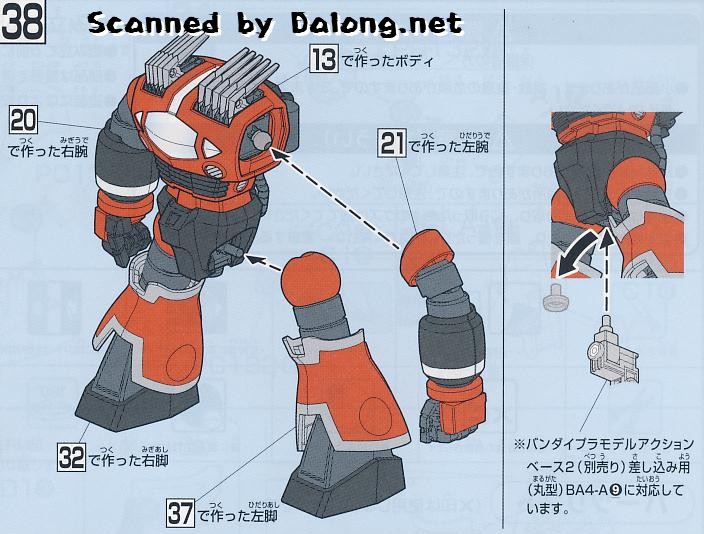 38
Scanned by Dalong.net
13で作ったボディ
20
で作った右腕
21で作った左腕
32で作った右脚
37で作った左脚
※バンダイプラモデルアクション
ベース2（別売り）差し込み用
（丸型）BA4-A❾に対応して
います。